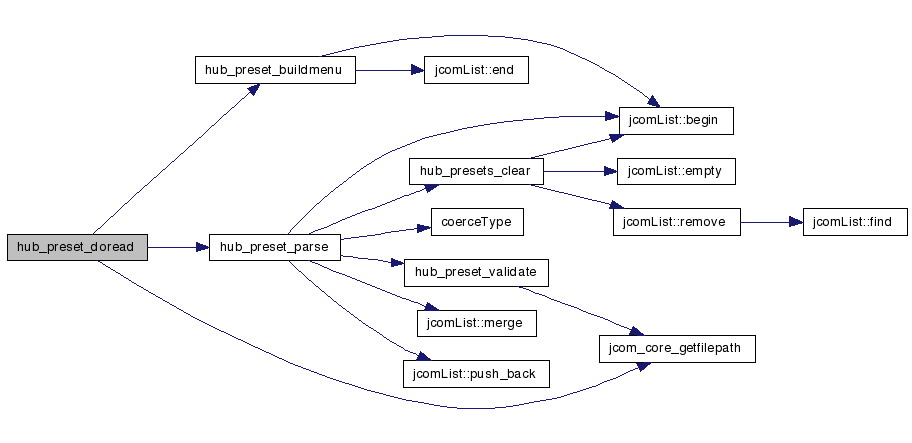 hub_preset_buildmenu
jcomList::end
jcomList::begin
hub_presets_clear
jcomList::empty
coerceType
jcomList::remove
jcomList::find
hub_preset_doread
hub_preset_parse
hub_preset_validate
jcomList::merge
jcom_core_getfilepath
jcomList::push_back